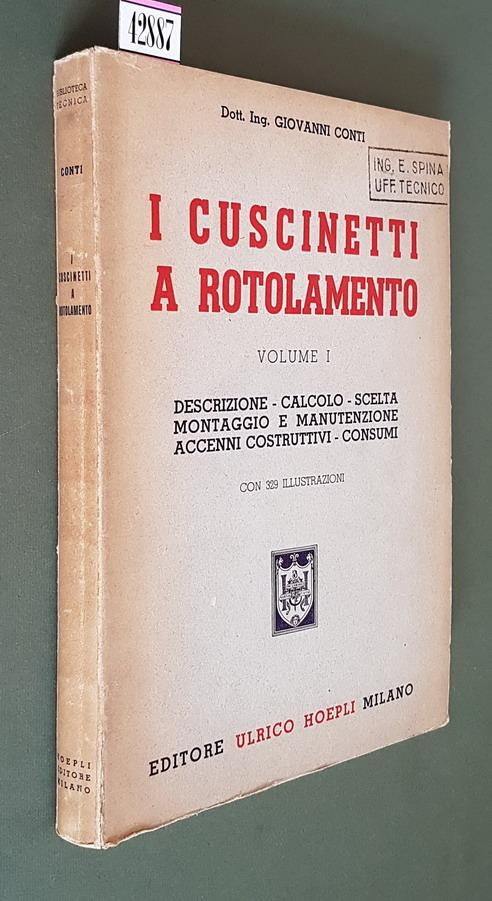 42887
BIBLIOTECA
TECNICA
CONTI
I
CUSCINETTI
A
ROTOLAMENTO
HOEPLI
EDITORE
MILANO
Dott. Ing. GIOVANNI CONTI
ING. E. SPINA
UFF. TECNICO
I CUSCINETTI
A ROTOLAMENTO
VOLUME I
DESCRIZIONE - CALCOLO - SCELTA
MONTAGGIO E MANUTENZIONE
ACCENNI COSTRUTTIVI - CONSUMI
CON 329 ILLUSTRAZIONI
EDITORE ULRICO HOEPLI MILANO